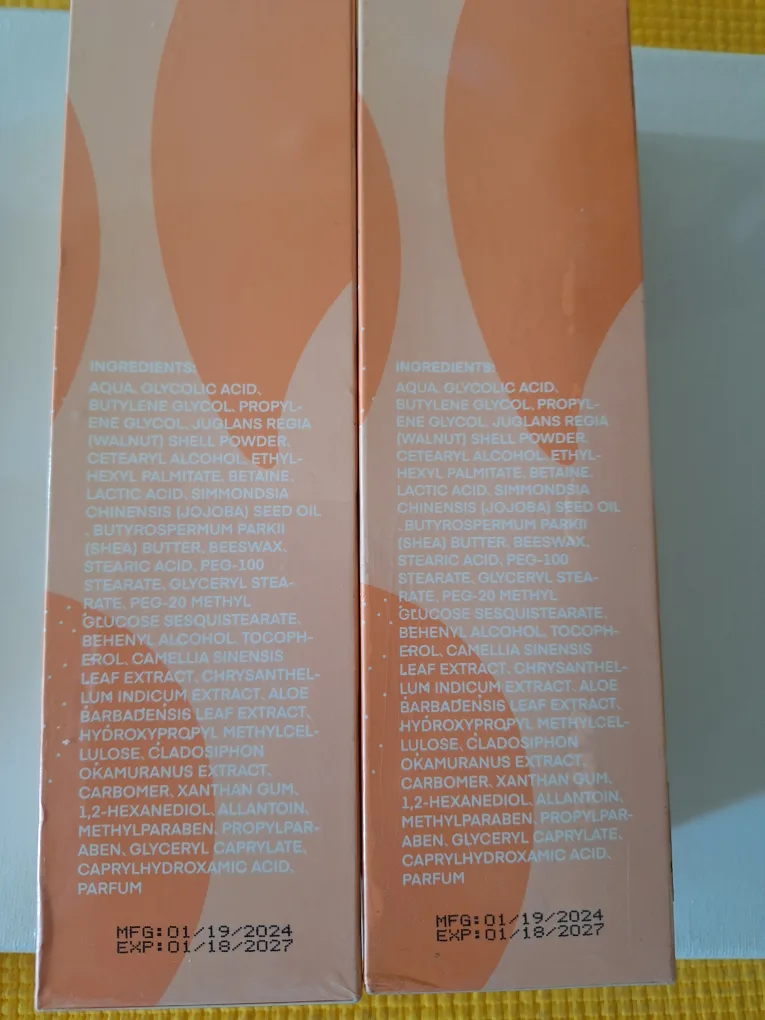 INGREDIENTS:
AQUA, GLYCOLIC ACID,
BUTYLENE GLYCOL, PROPYL-
ENE GLYCOL, JUGLANS REGIA
(WALNUT) SHELL POWDER,
CETEARYL ALCOHOL, ETHYL-
HEXYL PALMITATE, BETAINE,
LACTIC ACID, SIMMONDSIA
CHINENSIS (JOJOBA) SEED OIL
, BUTYROSPERMUM PARKII
(SHEA) BUTTER, BEESWAX,
STEARIC ACID, PEG-100
STEARATE, GLYCERYL STEA-
RATE, PEG-20 METHYL
GLUCOSE SESQUISTEARATE,
BEHENYL ALCOHOL, TOCOPH-
EROL, CAMELLIA SINENSIS
LEAF EXTRACT, CHRYSANTHEL-
LUM INDICUM EXTRACT, ALOE
BARBADENSIS LEAF EXTRACT,
HYDROXYPROPYL METHYLCEL-
LULOSE, CLADOSIPHON
OKAMURANUS EXTRACT,
CARBOMER, XANTHAN GUM,
1,2-HEXANEDIOL, ALLANTOIN,
METHYLPARABEN, PROPYLPAR-
ABEN, GLYCERYL CAPRYLATE,
CAPRYLHYDROXAMIC ACID,
PARFUM
MFG:01/19/2024
EXP:01/18/2027
INGREDIENTS:
AQUA, GLYCOLIC ACID,
BUTYLENE GLYCOL, PROPYL-
ENE GLYCOL, JUGLANS REGIA
(WALNUT) SHELL POWDER,
CETEARYL ALCOHOL, ETHYL-
HEXYL PALMITATE, BETAINE,
LACTIC ACID, SIMMONDSIA
CHINENSIS (JOJOBA) SEED OIL
, BUTYROSPERMUM PARKII
(SHEA) BUTTER, BEESWAX,
STEARIC ACID, PEG-100
STEARATE, GLYCERYL STEA-
RATE, PEG-20 METHYL
GLUCOSE SESQUISTEARATE,
BEHENYL ALCOHOL, TOCOPH-
EROL, CAMELLIA SINENSIS
LEAF EXTRACT, CHRYSANTHEL-
LUM INDICUM EXTRACT, ALOE
BARBADENSIS LEAF EXTRACT,
HYDROXYPROPYL METHYLCEL-
LULOSE, CLADOSIPHON
OKAMURANUS EXTRACT,
CARBOMER, XANTHAN GUM,
1,2-HEXANEDIOL, ALLANTOIN,
METHYLPARABEN, PROPYLPAR-
ABEN, GLYCERYL CAPRYLATE,
CAPRYLHYDROXAMIC ACID,
PARFUM
MFG:01/19/2024
EXP:01/18/2027